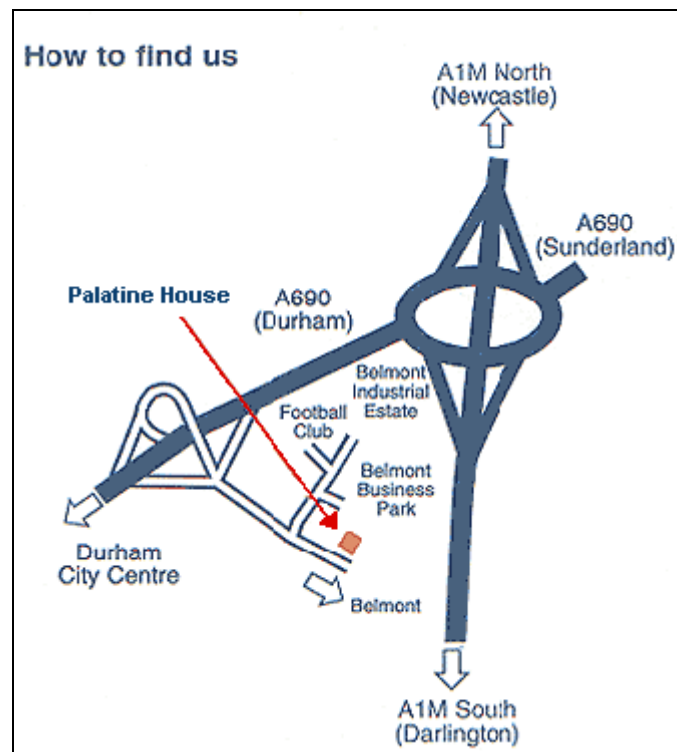 How to find us
A1M North
(Newcastle)
A690
(Sunderland)
Palatine House
A690
(Durham)
Belmont
Industrial
Estate
Football
Club
Belmont
Business
Park
Durham
City Centre
Belmont
A1M South
(Darlington)